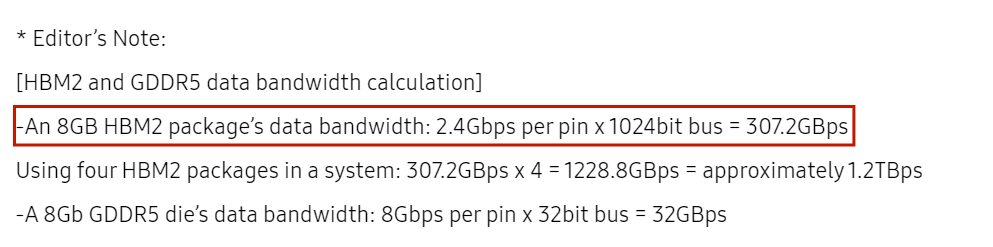 * Editor’s Note:
[HBM2 and GDDR5 data bandwidth calculation]
-An 8GB HBM2 package’s data bandwidth: 2.4Gbps per pin x 1024bit bus = 307.2GBps
Using four HBM2 packages in a system: 307.2GBps x 4 = 1228.8GBps = approximately 1.2TBps
-A 8Gb GDDR5 die’s data bandwidth: 8Gbps per pin x 32bit bus = 32GBps